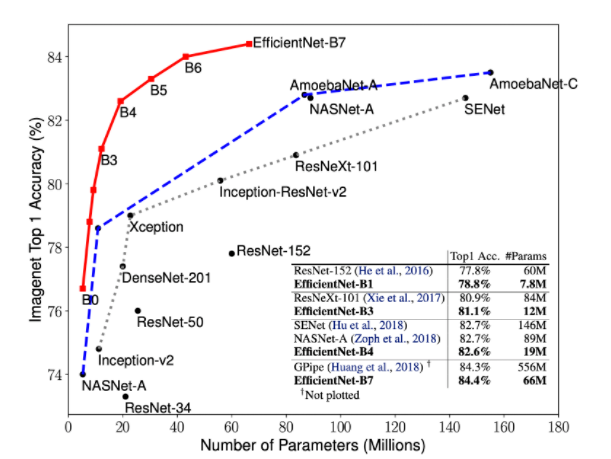 84
82
80
78
76
74
Imagenet Top 1 Accuracy (%)
EfficientNet-B7
B6
B5
B4
B3
B0
AmoebaNet-A
AmoebaNet-C
NASNet-A
SENet
ResNeXt-101
Inception-ResNet-v2
Xception
ResNet-152
DenseNet-201
ResNet-50
Inception-v2
NASNet-A
ResNet-34
Top1 Acc. #Params
ResNet-152 (He et al., 2016) 77.8% 60M
EfficientNet-B1 78.8% 7.8M
ResNeXt-101 (Xie et al., 2017) 80.9% 84M
EfficientNet-B3 81.1% 12M
SENet (Hu et al., 2018) 82.7% 146M
NASNet-A (Zoph et al., 2018) 82.7% 89M
EfficientNet-B4 82.6% 19M
GPipe (Huang et al., 2018) † 84.3% 556M
EfficientNet-B7 84.4% 66M
†Not plotted
0 20 40 60 80 100 120 140 160 180
Number of Parameters (Millions)